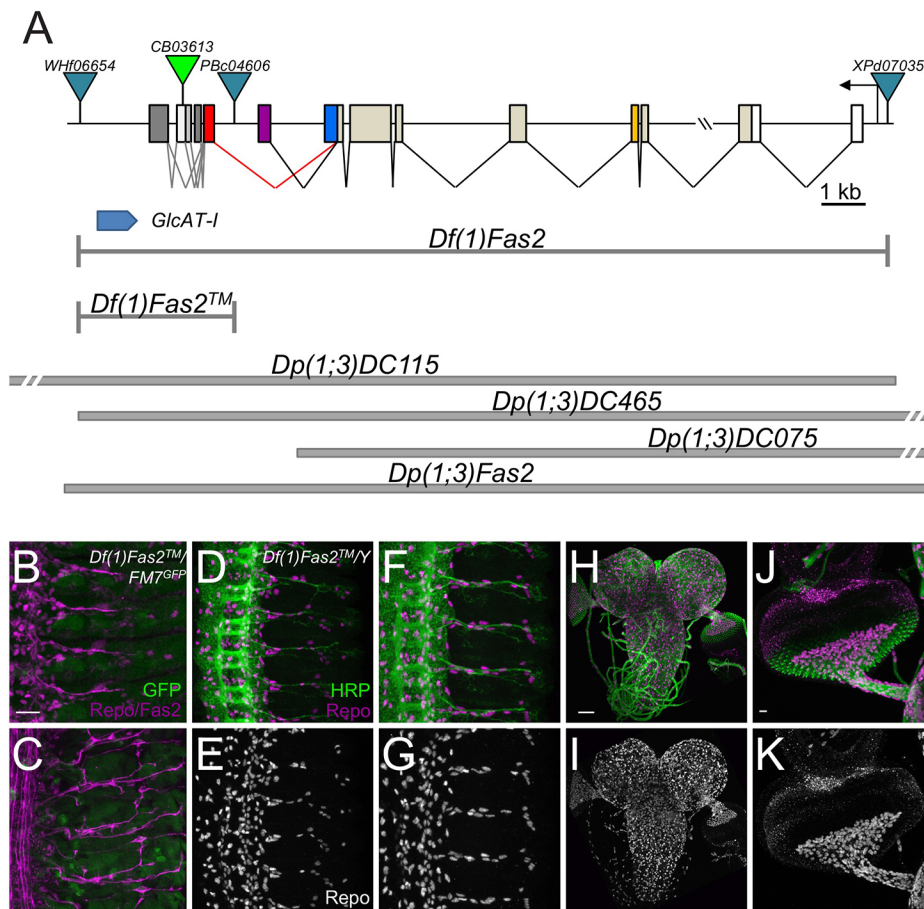 A
WHf06654
CB03613
PBc04606
XPd07035
1 kb
GlcAT-I
Df(1)Fas2
Df(1)Fas2TM
Dp(1;3)DC115
Dp(1;3)DC465
Dp(1;3)DC075
Dp(1;3)Fas2
B
Df(1)Fas2TM/
FM7GFP
GFP
Repo/Fas2
D
Df(1)Fas2TM/Y
HRP
Repo
F
H
J
C
E
Repo
G
I
K